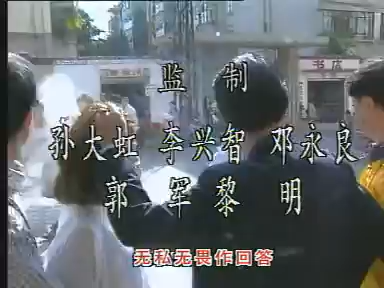 监 制
孙大虹 李兴智 邓永良
郭 军 黎 明
无私无畏作回答
书店